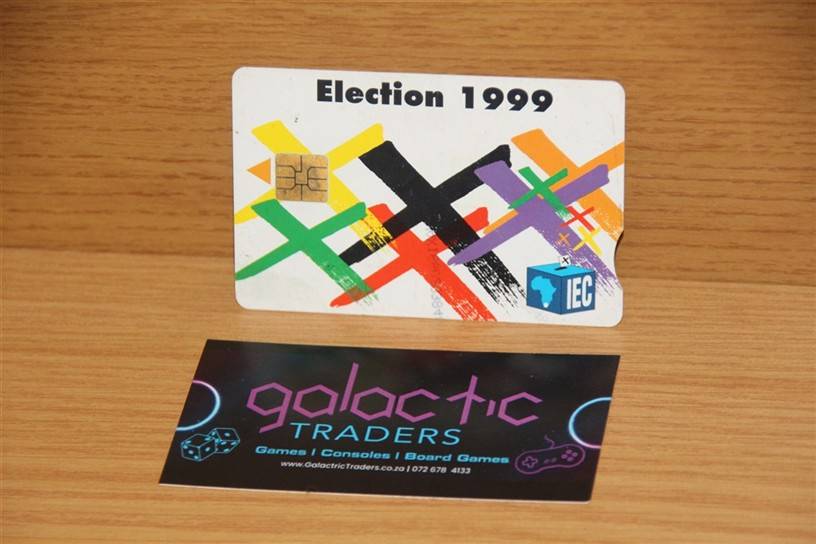 Election 1999
IEC
galactic
TRADERS
Games | Consoles | Board Games
www.GalactricTraders.co.za | 072 678 4133